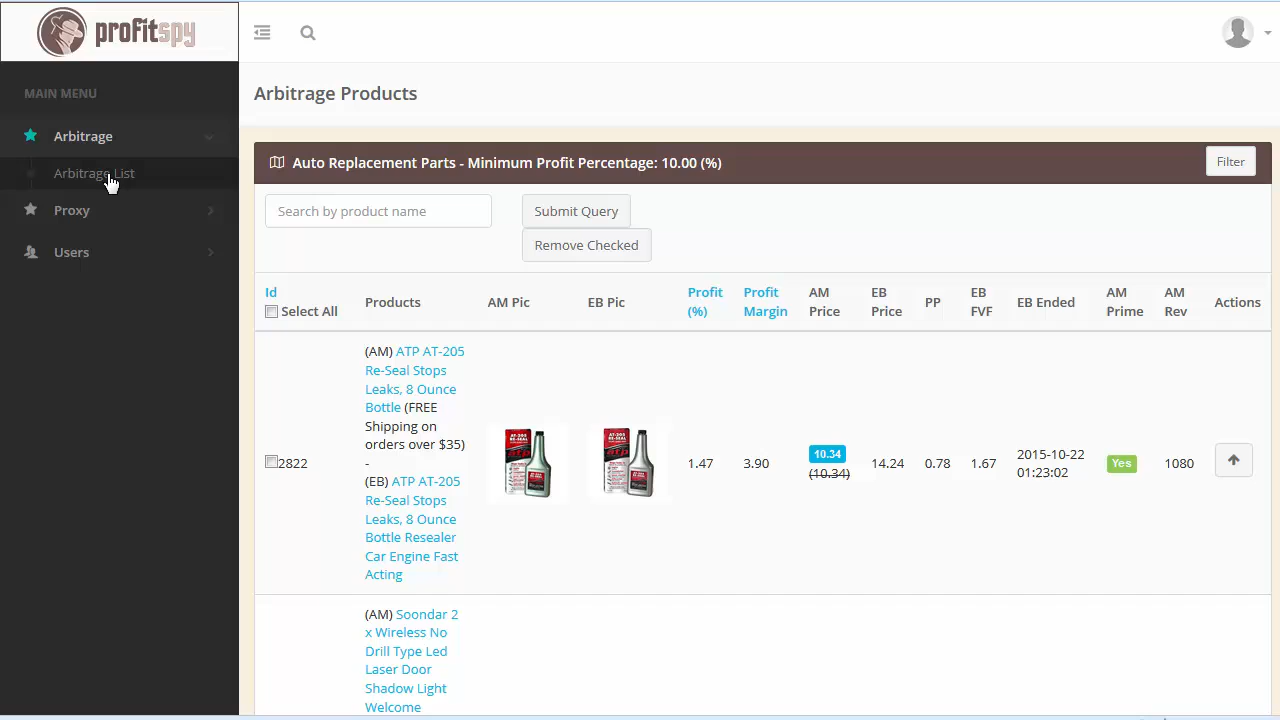 profitspy
MAIN MENU
Arbitrage
Arbitrage List
Proxy
Users
Arbitrage Products
Auto Replacement Parts - Minimum Profit Percentage: 10.00 (%)
Filter
Search by product name
Submit Query
Remove Checked
Id
Select All
Products
AM Pic
EB Pic
Profit
(%)
Profit
Margin
AM
Price
EB
Price
PP
EB
FVF
EB Ended
AM
Prime
AM
Rev
Actions
2822
(AM) ATP AT-205
Re-Seal Stops
Leaks, 8 Ounce
Bottle (FREE
Shipping on
orders over $35)
-
(EB) ATP AT-205
Re-Seal Stops
Leaks, 8 Ounce
Bottle Resealer
Car Engine Fast
Acting
1.47
3.90
10.34
(10.34)
14.24
0.78
1.67
2015-10-22
01:23:02
Yes
1080
(AM) Soondar 2
x Wireless No
Drill Type Led
Laser Door
Shadow Light
Welcome